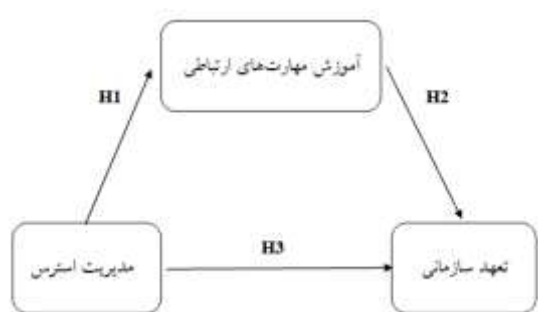 آموزش مهارت‌های ارتباطی
H1
H2
H3
مدیریت استرس
تعهد سازمانی